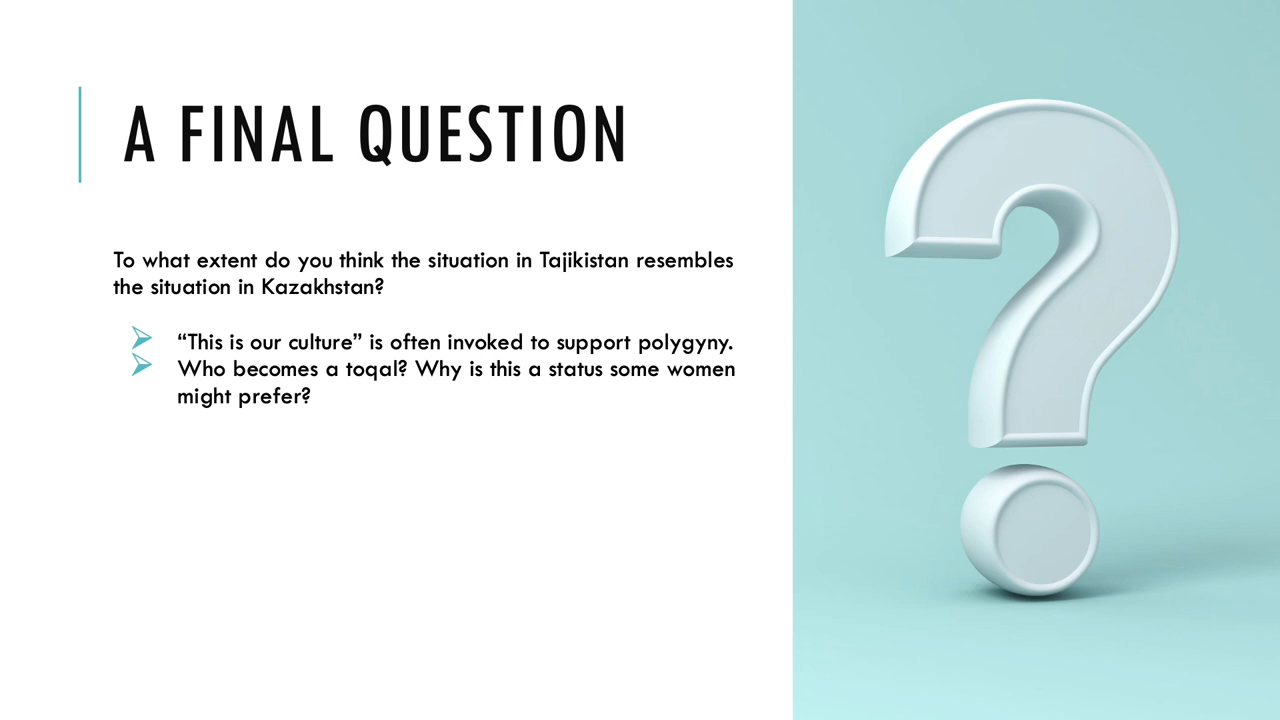 A FINAL QUESTION
To what extent do you think the situation in Tajikistan resembles
the situation in Kazakhstan?
“This is our culture” is often invoked to support polygyny.
Who becomes a toqal? Why is this a status some women
might prefer?